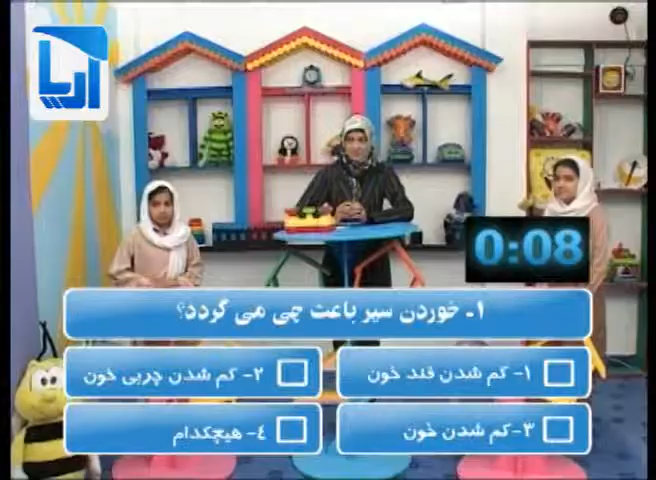 آریا
0:08
۱- خوردن سیر باعث چی می گردد؟
۱- کم شدن قند خون
۲- کم شدن چربی خون
۳- کم شدن خون
٤- هیچکدام